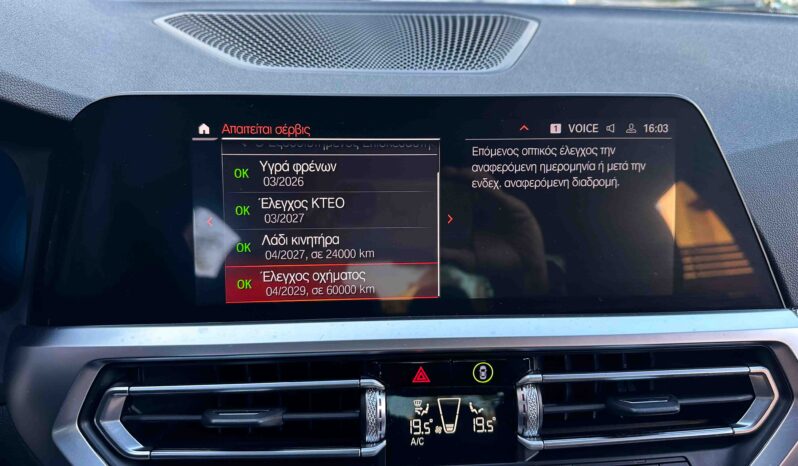 Απαιτείται σέρβις
1 VOICE 16:03
OK Υγρά φρένων
03/2026
OK Έλεγχος ΚΤΕΟ
03/2027
OK Λάδι κινητήρα
04/2027, σε 24000 km
OK Έλεγχος οχήματος
04/2029, σε 60000 km
Επόμενος οπτικός έλεγχος την
αναφερόμενη ημερομηνία ή μετά την
ενδεχ. αναφερόμενη διαδρομή.
19.5° 19.5°
A/C